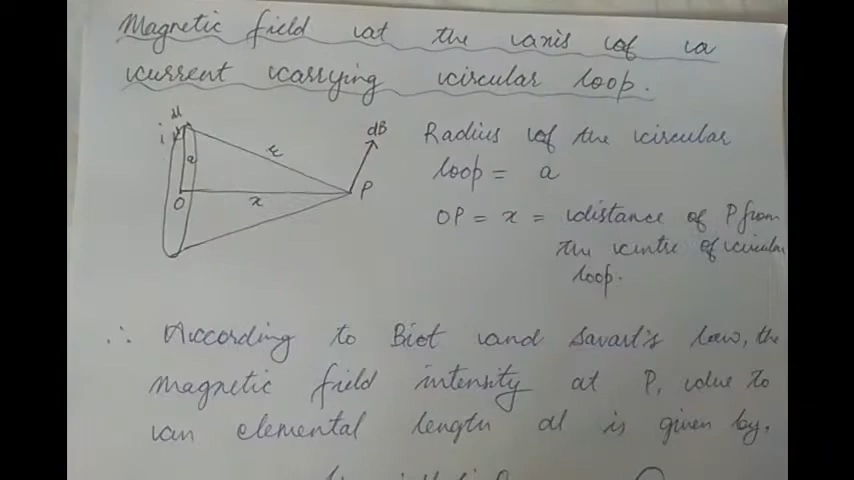 Magnetic field at the axis of a
current carrying circular loop.
dl
i
a
r
dB
O
x
P
Radius of the circular
loop = a
OP = x = distance of P from
the centre of circular
loop.
∴ According to Biot and Savart's law, the
magnetic field intensity at P, due to
an elemental length dl is given by.